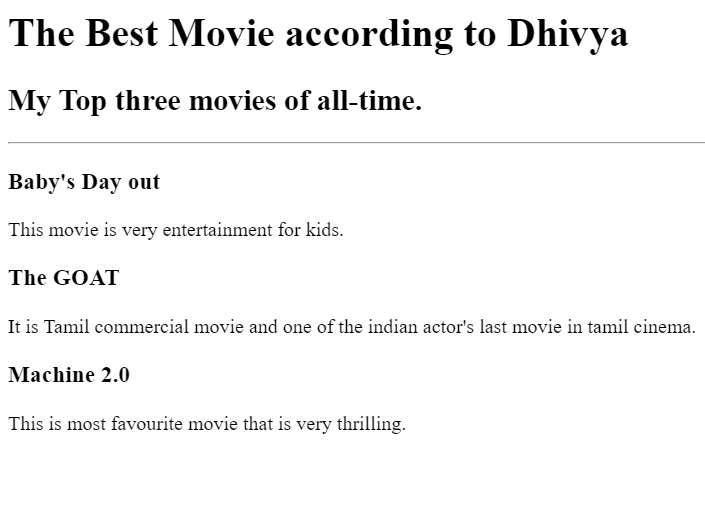 The Best Movie according to Dhivya
My Top three movies of all-time.
Baby's Day out
This movie is very entertainment for kids.
The GOAT
It is Tamil commercial movie and one of the indian actor's last movie in tamil cinema.
Machine 2.0
This is most favourite movie that is very thrilling.